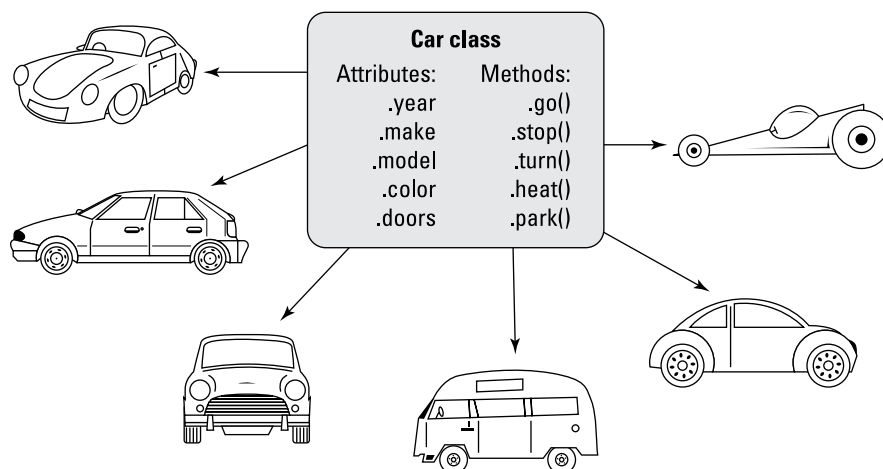 Car class
Attributes: Methods:
.year .go()
.make .stop()
.model .turn()
.color .heat()
.doors .park()